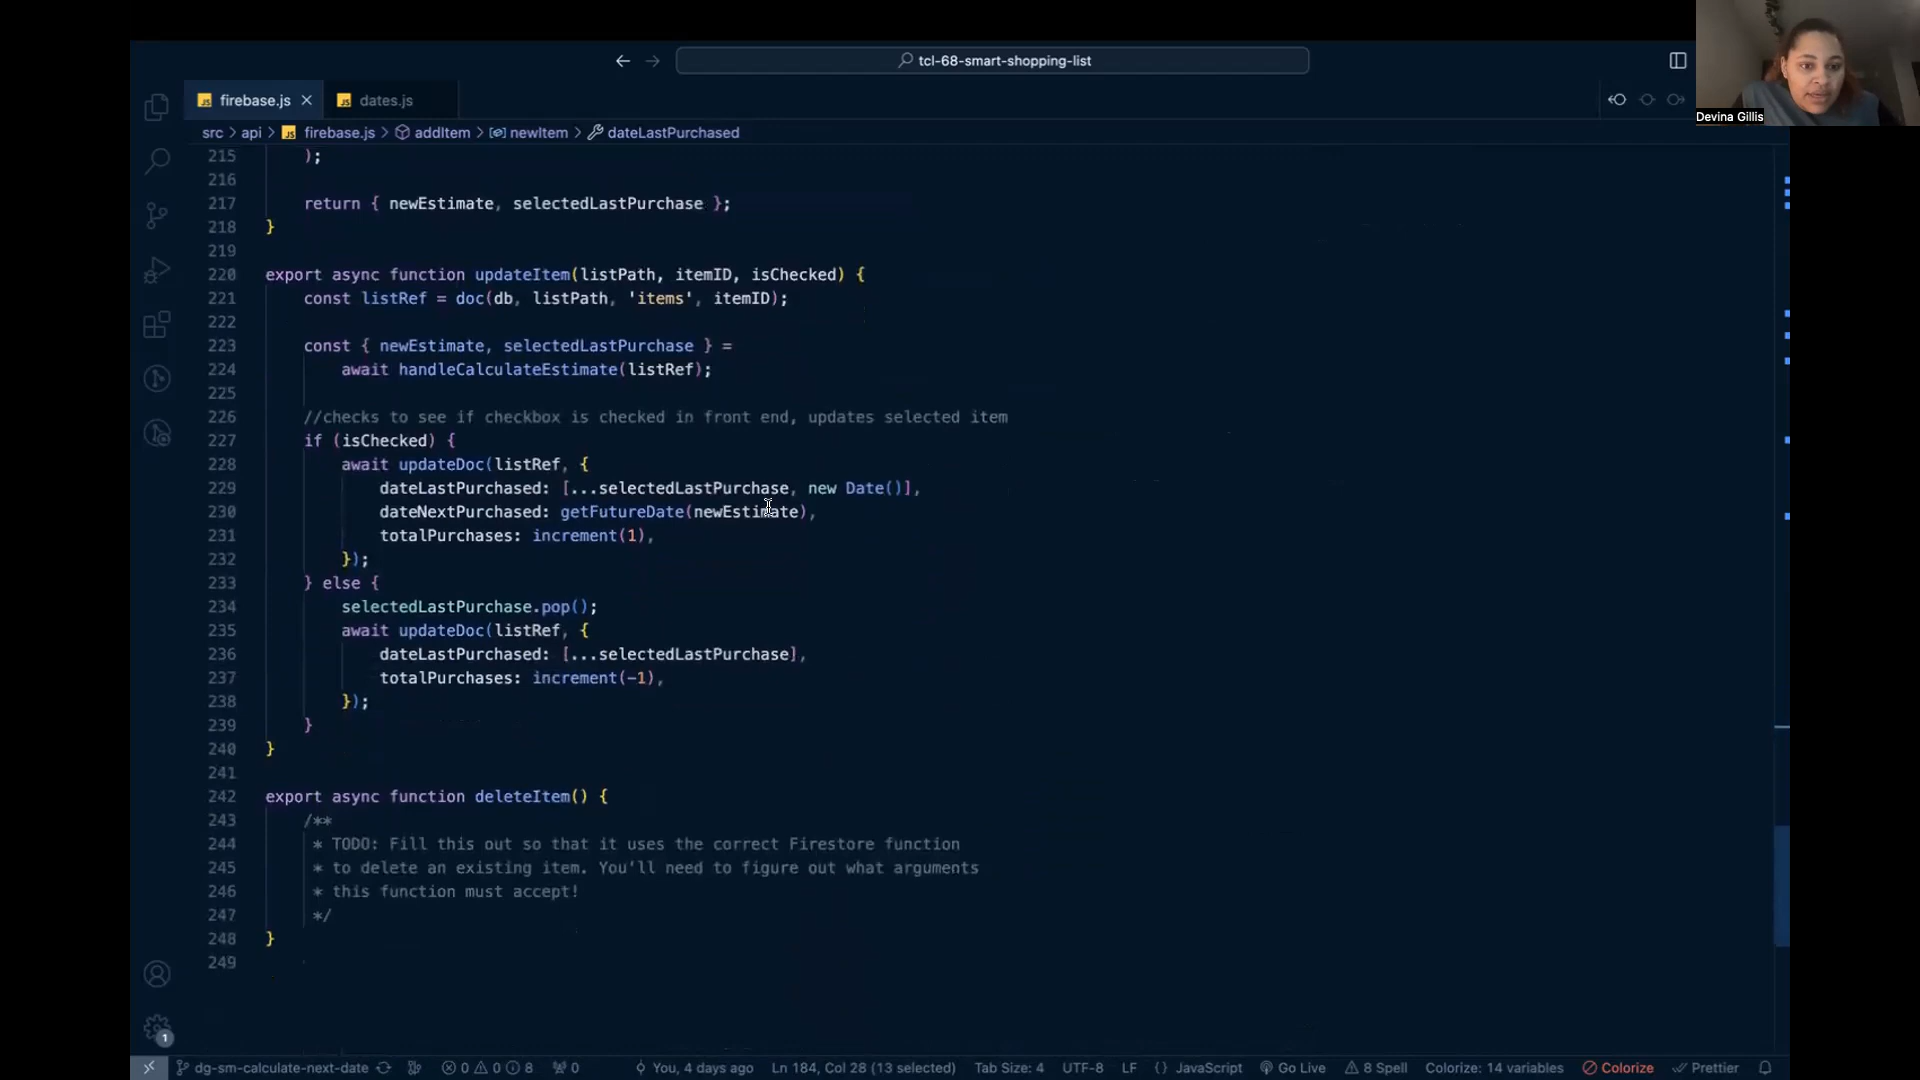 tcl-68-smart-shopping-list
Devina Gillis
JS firebase.js
JS dates.js
src > api > JS firebase.js > addItem > newItem > dateLastPurchased
215 );
216
217 return { newEstimate, selectedLastPurchase };
218 }
219
220 export async function updateItem(listPath, itemID, isChecked) {
221 const listRef = doc(db, listPath, 'items', itemID);
222
223 const { newEstimate, selectedLastPurchase } =
224 await handleCalculateEstimate(listRef);
225
226 //checks to see if checkbox is checked in front end, updates selected item
227 if (isChecked) {
228 await updateDoc(listRef, {
229 dateLastPurchased: [...selectedLastPurchase, new Date()],
230 dateNextPurchased: getFutureDate(newEstimate),
231 totalPurchases: increment(1),
232 });
233 } else {
234 selectedLastPurchase.pop();
235 await updateDoc(listRef, {
236 dateLastPurchased: [...selectedLastPurchase],
237 totalPurchases: increment(-1),
238 });
239 }
240 }
241
242 export async function deleteItem() {
243 /**
244 * TODO: Fill this out so that it uses the correct Firestore function
245 * to delete an existing item. You'll need to figure out what arguments
246 * this function must accept!
247 */
248 }
249
1
dg-sm-calculate-next-date 0 0 8 0 You, 4 days ago Ln 184, Col 28 (13 selected) Tab Size: 4 UTF-8 LF {} JavaScript Go Live 8 Spell Colorize: 14 variables Colorize Prettier